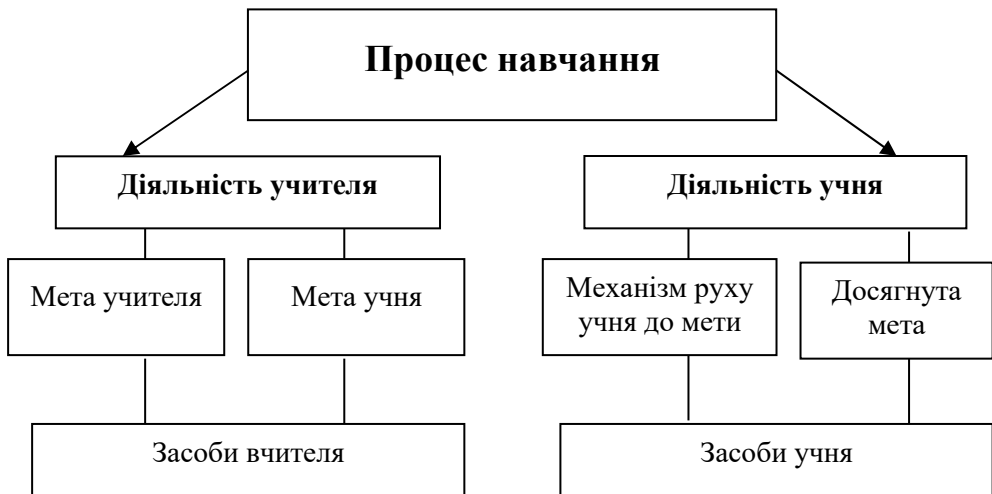 Процес навчання
Діяльність учителя
Діяльність учня
Мета учителя
Мета учня
Механізм руху
учня до мети
Досягнута
мета
Засоби вчителя
Засоби учня